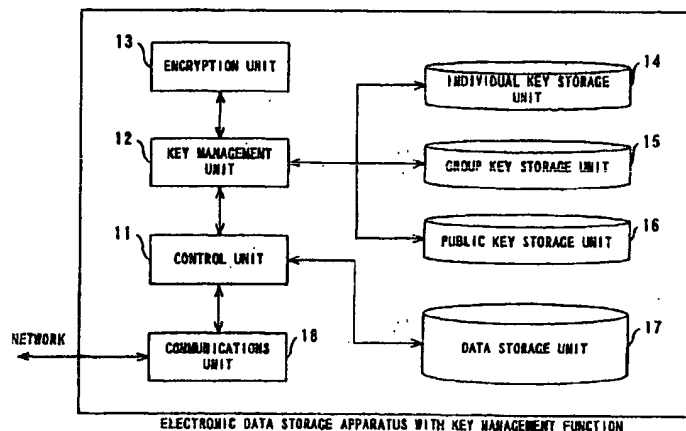 13
ENCRYPTION UNIT
14
INDIVIDUAL KEY STORAGE
UNIT
12
KEY MANAGEMENT
UNIT
15
GROUP KEY STORAGE UNIT
16
PUBLIC KEY STORAGE UNIT
11
CONTROL UNIT
17
DATA STORAGE UNIT
NETWORK
COMMUNICATIONS
UNIT
18
ELECTRONIC DATA STORAGE APPARATUS WITH KEY MANAGEMENT FUNCTION